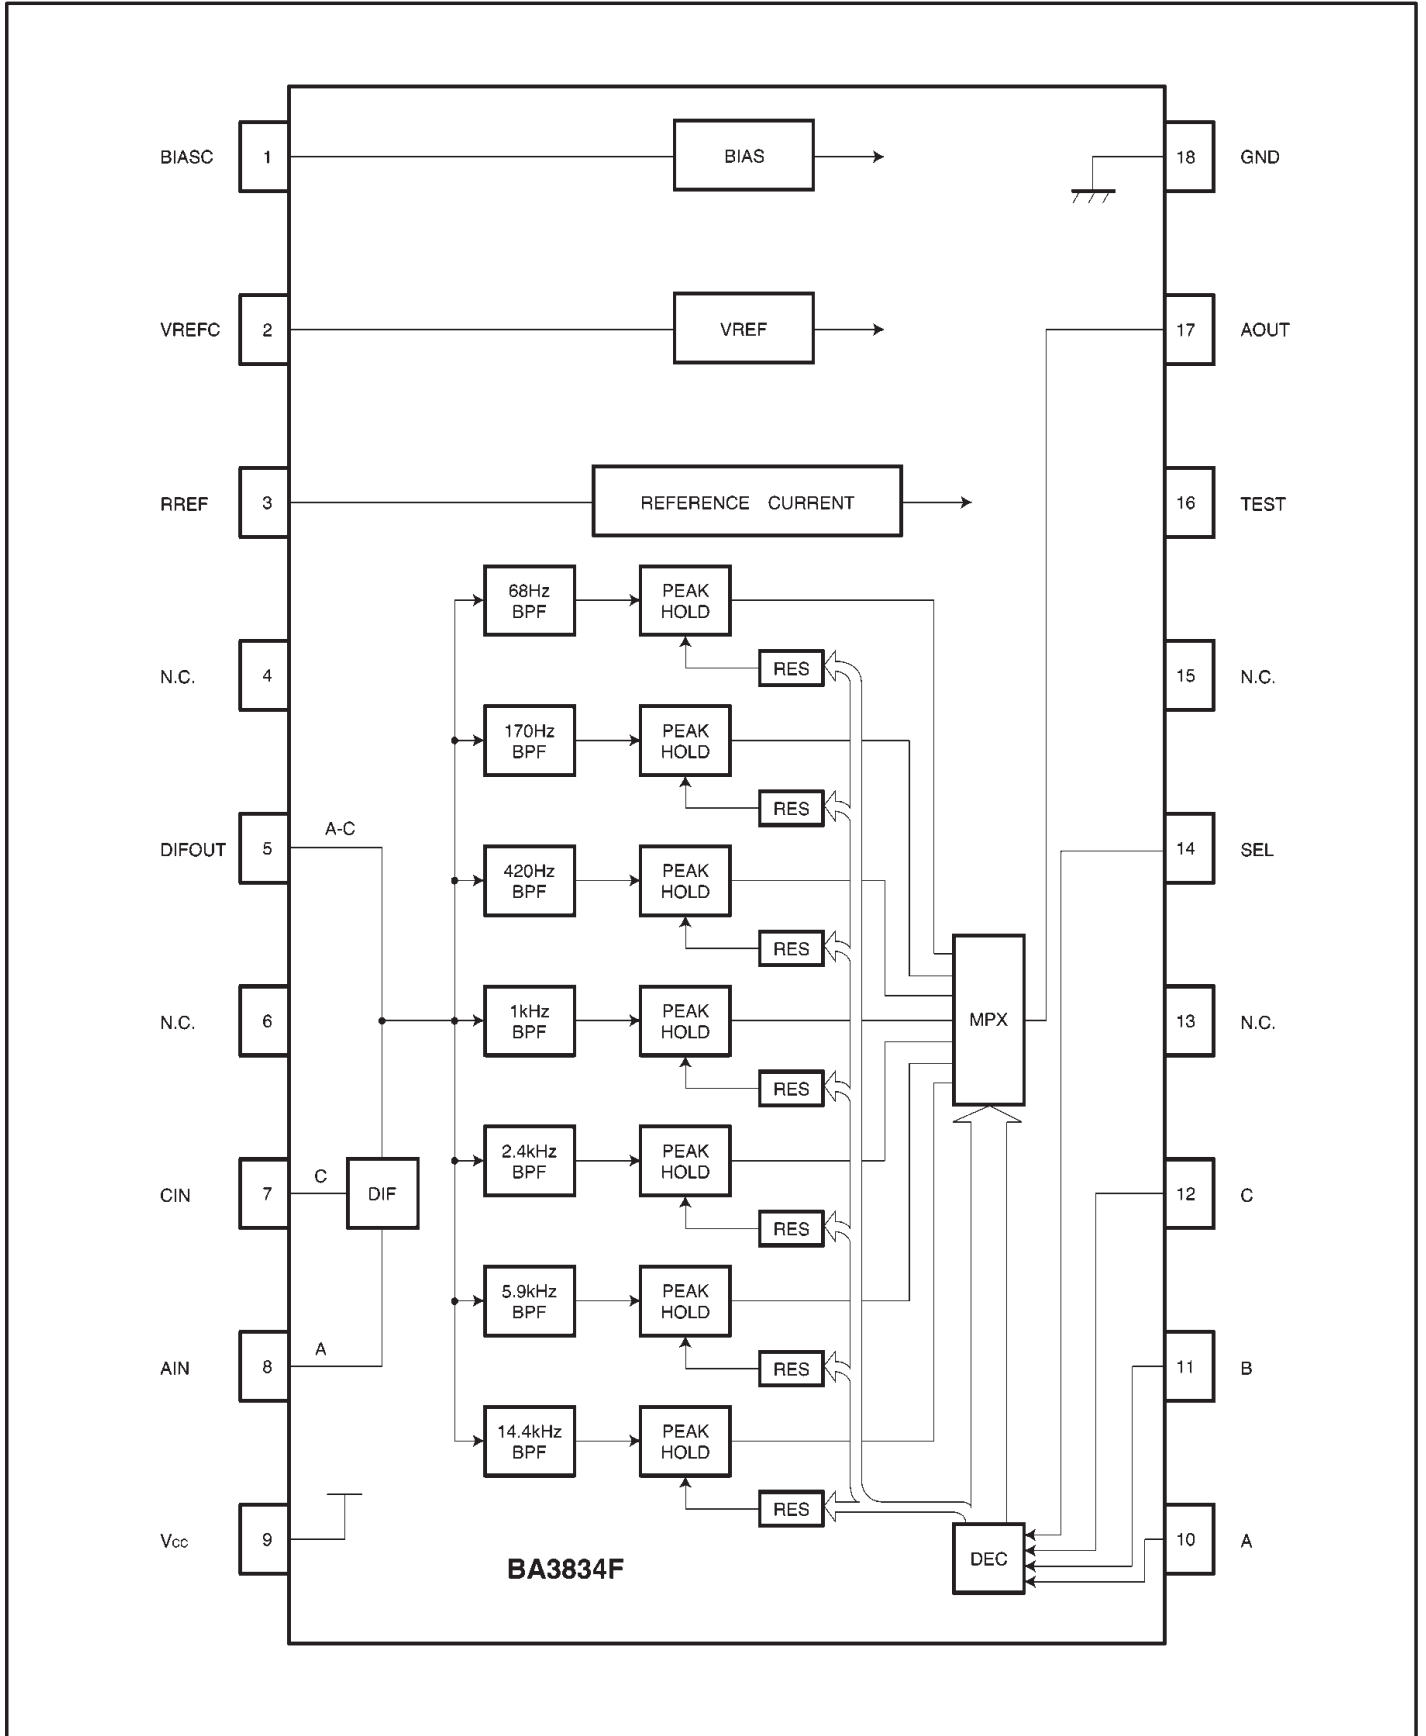 BIASC 1 BIAS 18 GND
VREFC 2 VREF 17 AOUT
RREF 3 REFERENCE CURRENT 16 TEST
68Hz
BPF
PEAK
HOLD
RES
N.C. 4 15 N.C.
170Hz
BPF
PEAK
HOLD
RES
DIFOUT 5 A-C 14 SEL
420Hz
BPF
PEAK
HOLD
RES
N.C. 6 13 N.C.
1kHz
BPF
PEAK
HOLD
MPX
RES
2.4kHz
BPF
PEAK
HOLD
CIN 7 C DIF 12 C
RES
5.9kHz
BPF
PEAK
HOLD
AIN 8 A 11 B
RES
14.4kHz
BPF
PEAK
HOLD
RES
Vcc 9 10 A
DEC
BA3834F